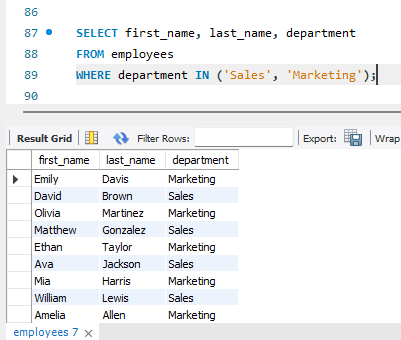 86
87 SELECT first_name, last_name, department
88 FROM employees
89 WHERE department IN ('Sales', 'Marketing');
90
Result Grid Filter Rows: Export: Wrap
first_name last_name department
Emily Davis Marketing
David Brown Sales
Olivia Martinez Marketing
Matthew Gonzalez Sales
Ethan Taylor Marketing
Ava Jackson Sales
Mia Harris Marketing
William Lewis Sales
Amelia Allen Marketing
employees 7